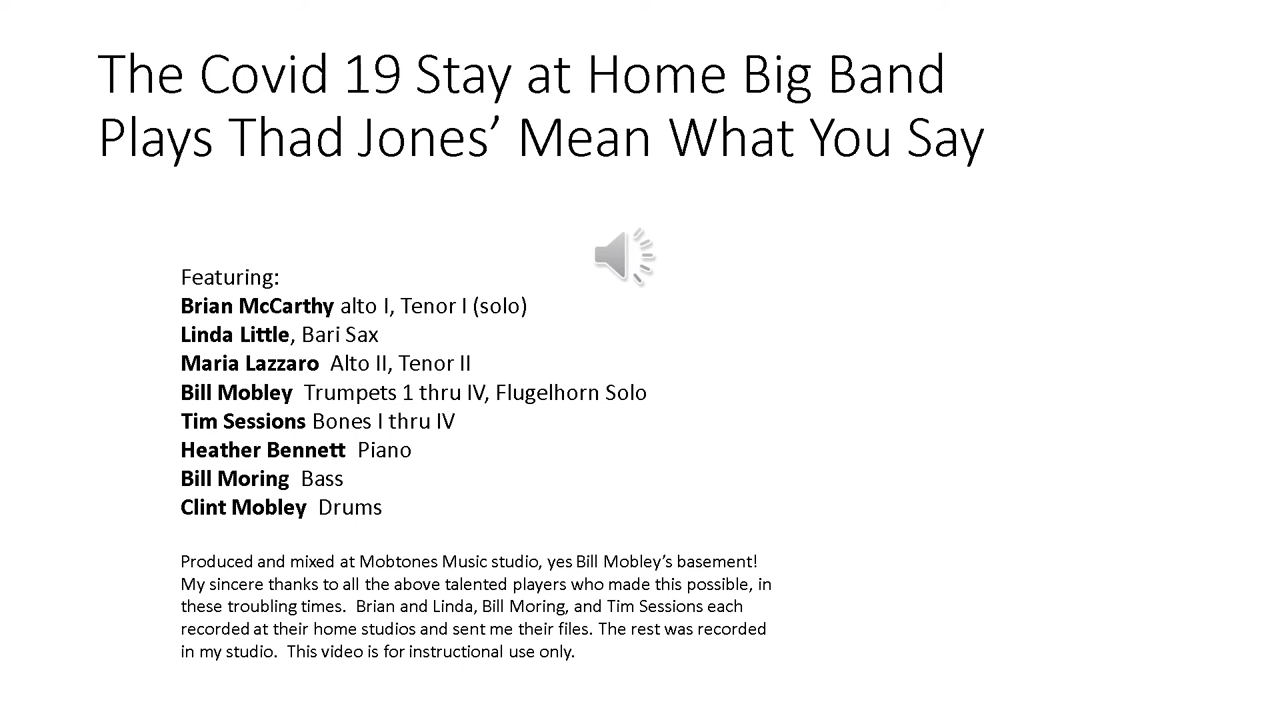 The Covid 19 Stay at Home Big Band
Plays Thad Jones’ Mean What You Say
Featuring:
Brian McCarthy alto I, Tenor I (solo)
Linda Little, Bari Sax
Maria Lazzaro  Alto II, Tenor II
Bill Mobley  Trumpets 1 thru IV, Flugelhorn Solo
Tim Sessions Bones I thru IV
Heather Bennett  Piano
Bill Moring  Bass
Clint Mobley  Drums
Produced and mixed at Mobtones Music studio, yes Bill Mobley’s basement!
My sincere thanks to all the above talented players who made this possible, in
these troubling times.  Brian and Linda, Bill Moring, and Tim Sessions each
recorded at their home studios and sent me their files. The rest was recorded
in my studio.  This video is for instructional use only.